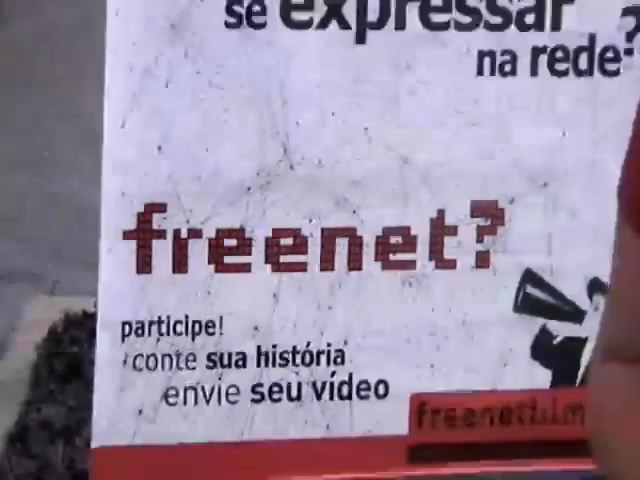 se expressar
na rede?
freenet?
participe!
conte sua história
envie seu vídeo